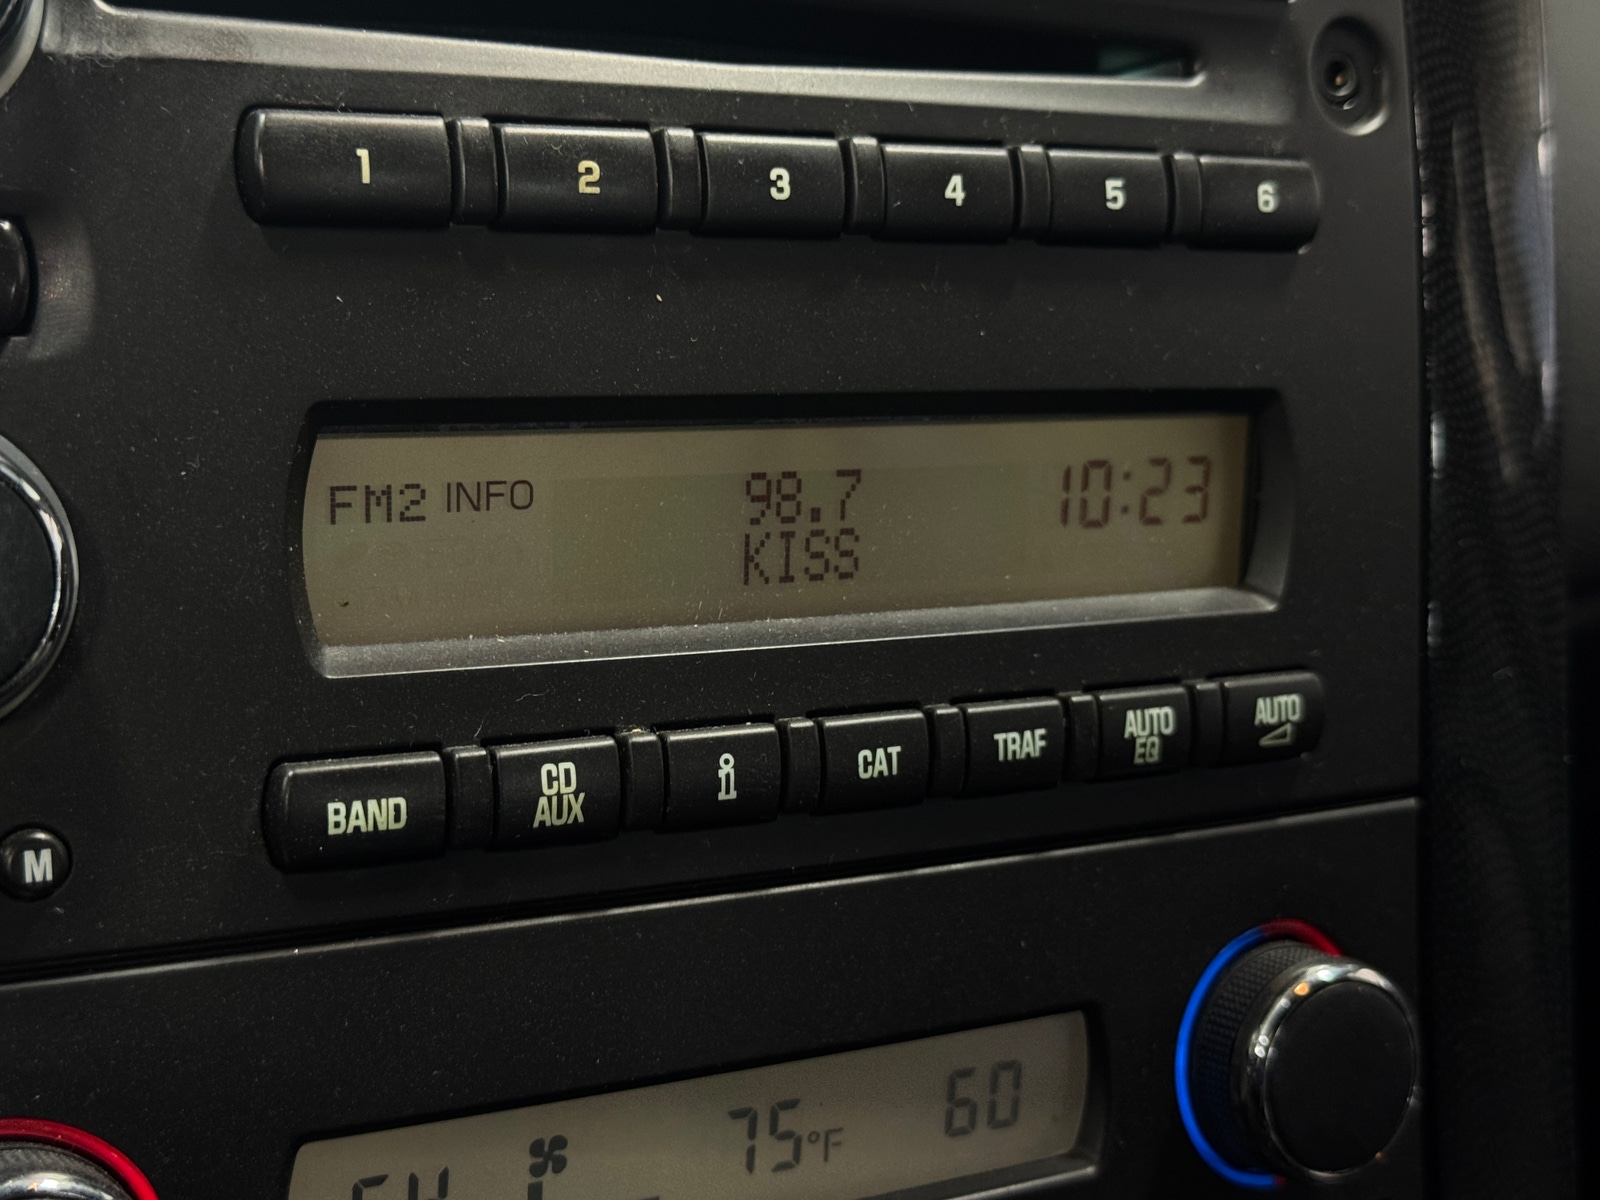 1 2 3 4 5 6
FM2 INFO 98.7 10:23
KISS
BAND CD AUX i CAT TRAF AUTO EQ AUTO
M
75°F 60